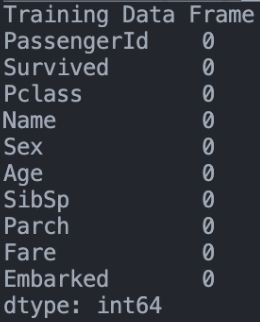 Training Data Frame
PassengerId    0
Survived       0
Pclass         0
Name           0
Sex            0
Age            0
SibSp          0
Parch          0
Fare           0
Embarked       0
dtype: int64